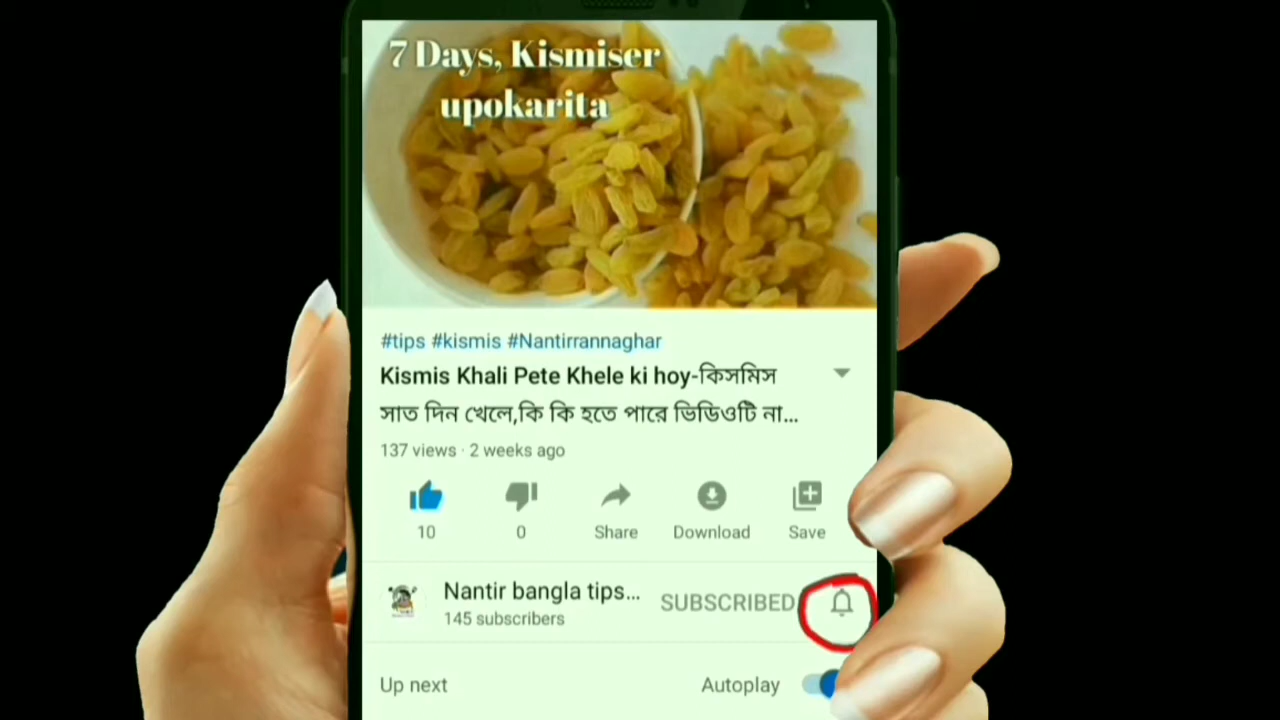 7 Days, Kismiser
upokarita
#tips #kismis #Nantirrannaghar
Kismis Khali Pete Khele ki hoy-কিসমিস
সাত দিন খেলে,কি কি হতে পারে ভিডিওটি না...
137 views · 2 weeks ago
10
0
Share
Download
Save
Nantir bangla tips...
SUBSCRIBED
145 subscribers
Up next
Autoplay